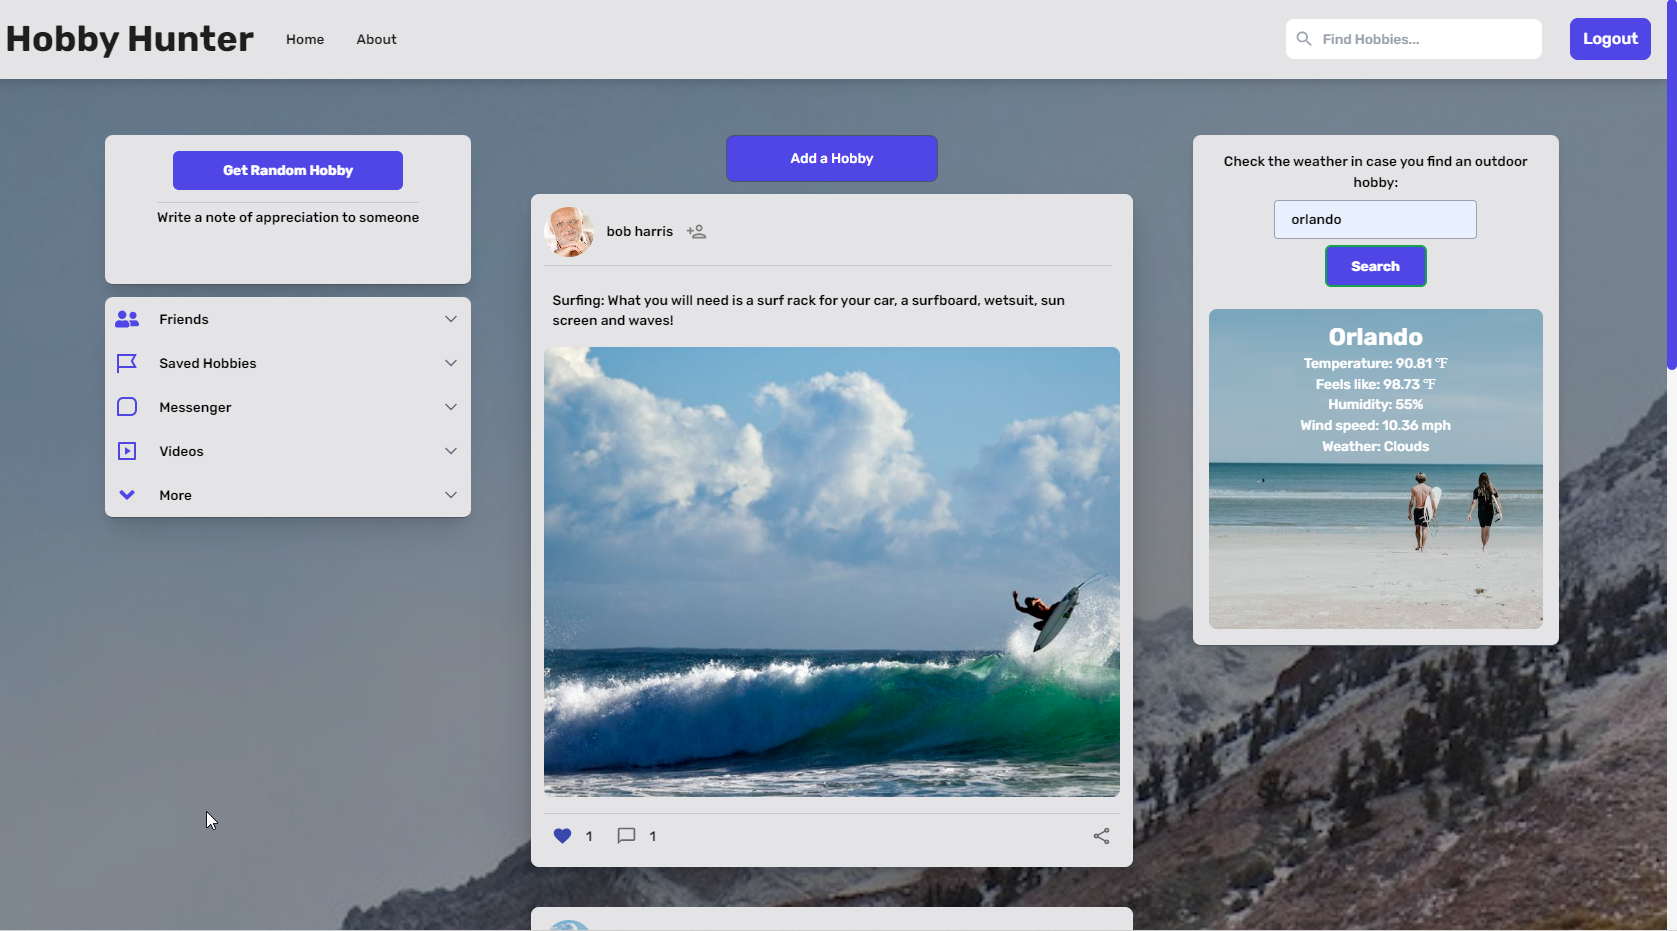 Hobby Hunter
Home
About
Find Hobbies...
Logout
Get Random Hobby
Write a note of appreciation to someone
Friends
Saved Hobbies
Messenger
Videos
More
Add a Hobby
bob harris
Surfing: What you will need is a surf rack for your car, a surfboard, wetsuit, sun
screen and waves!
1
1
Check the weather in case you find an outdoor
hobby:
orlando
Search
Orlando
Temperature: 90.81 ℉
Feels like: 98.73 ℉
Humidity: 55%
Wind speed: 10.36 mph
Weather: Clouds